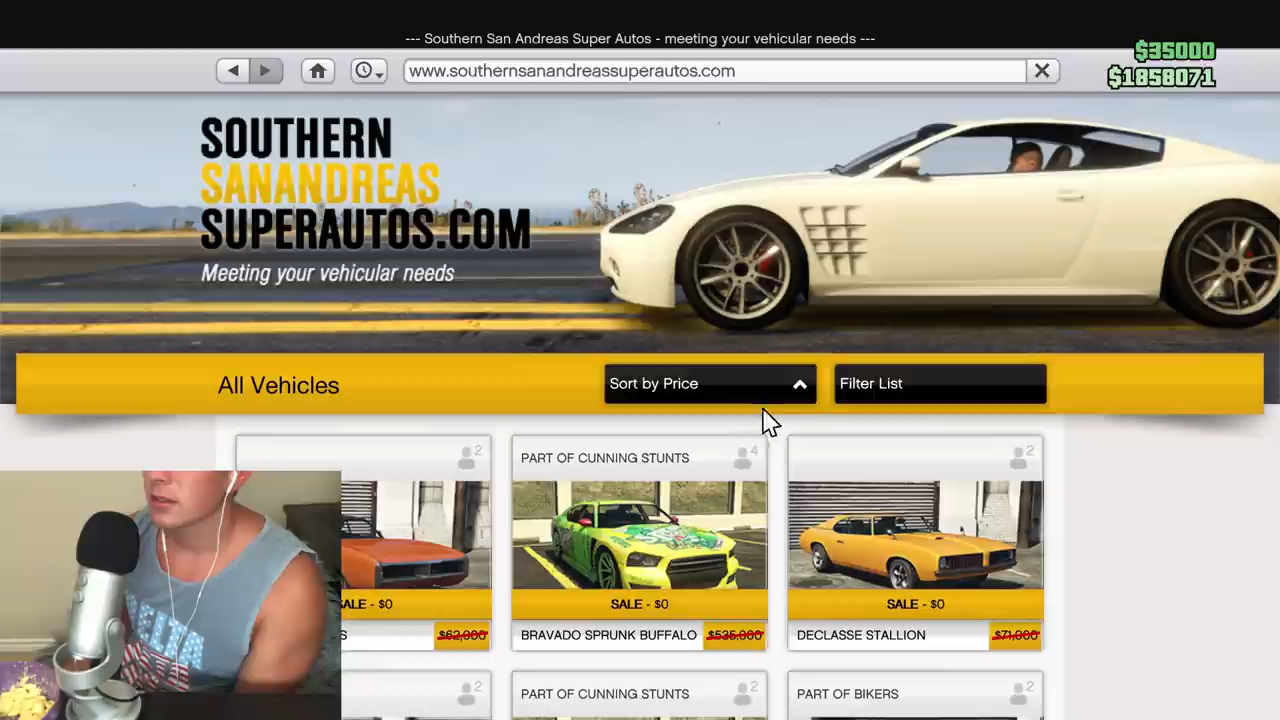 --- Southern San Andreas Super Autos - meeting your vehicular needs ---
$35000
www.southernsanandreassuperautos.com
$1858071
SOUTHERN
SANANDREAS
SUPERAUTOS.COM
Meeting your vehicular needs
All Vehicles
Sort by Price
Filter List
2
PART OF CUNNING STUNTS
4
2
SALE - $0
SALE - $0
SALE - $0
$62,000
BRAVADO SPRUNK BUFFALO
$535,000
DECLASSE STALLION
$71,000
2
PART OF CUNNING STUNTS
2
PART OF BIKERS
2